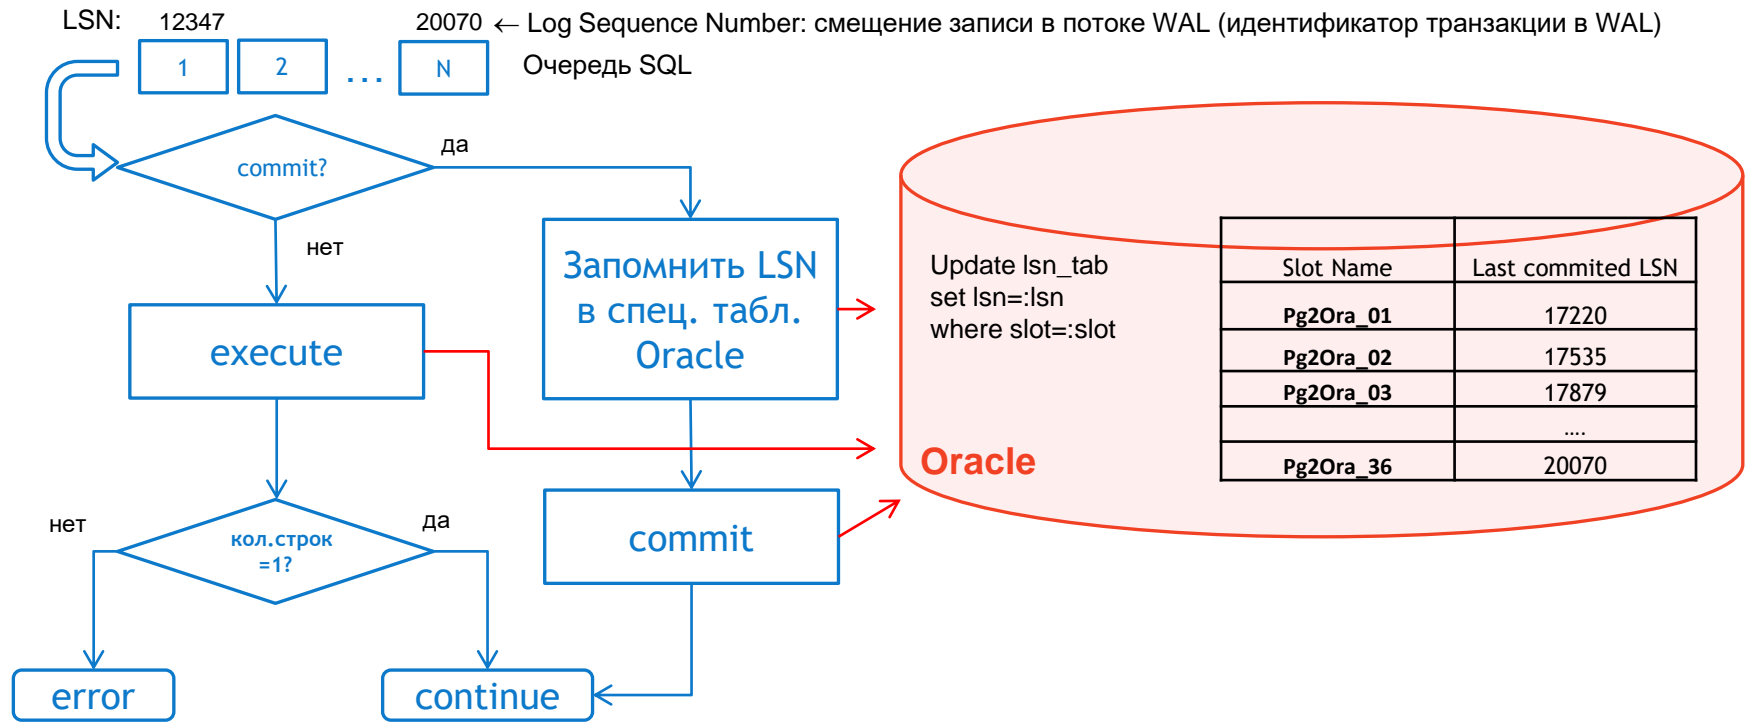 LSN: 12347 20070 ← Log Sequence Number: смещение записи в потоке WAL (идентификатор транзакции в WAL)
1 2 ... N Очередь SQL
commit?
да
нет
Запомнить LSN
в спец. табл.
Oracle
execute
кол.строк
=1?
нет
да
commit
error
continue
Update lsn_tab
set lsn=:lsn
where slot=:slot
Oracle
Slot Name Last commited LSN
Pg2Ora_01 17220
Pg2Ora_02 17535
Pg2Ora_03 17879
....
Pg2Ora_36 20070